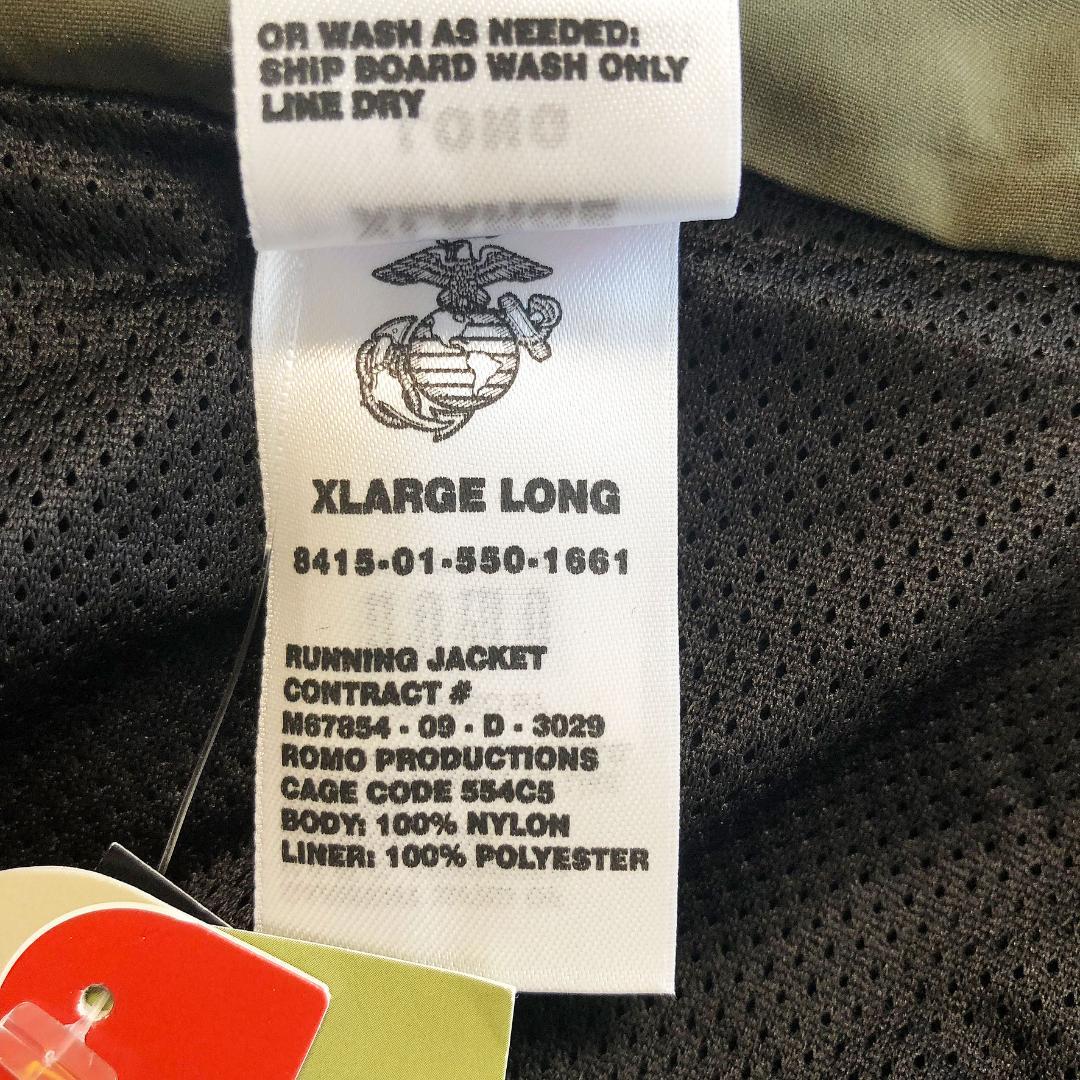 OR WASH AS NEEDED:
SHIP BOARD WASH ONLY
LINE DRY
XLARGE LONG
8415-01-550-1661
RUNNING JACKET
CONTRACT #
M67854 - 09 - D - 3029
ROMO PRODUCTIONS
CAGE CODE 554C5
BODY: 100% NYLON
LINER: 100% POLYESTER